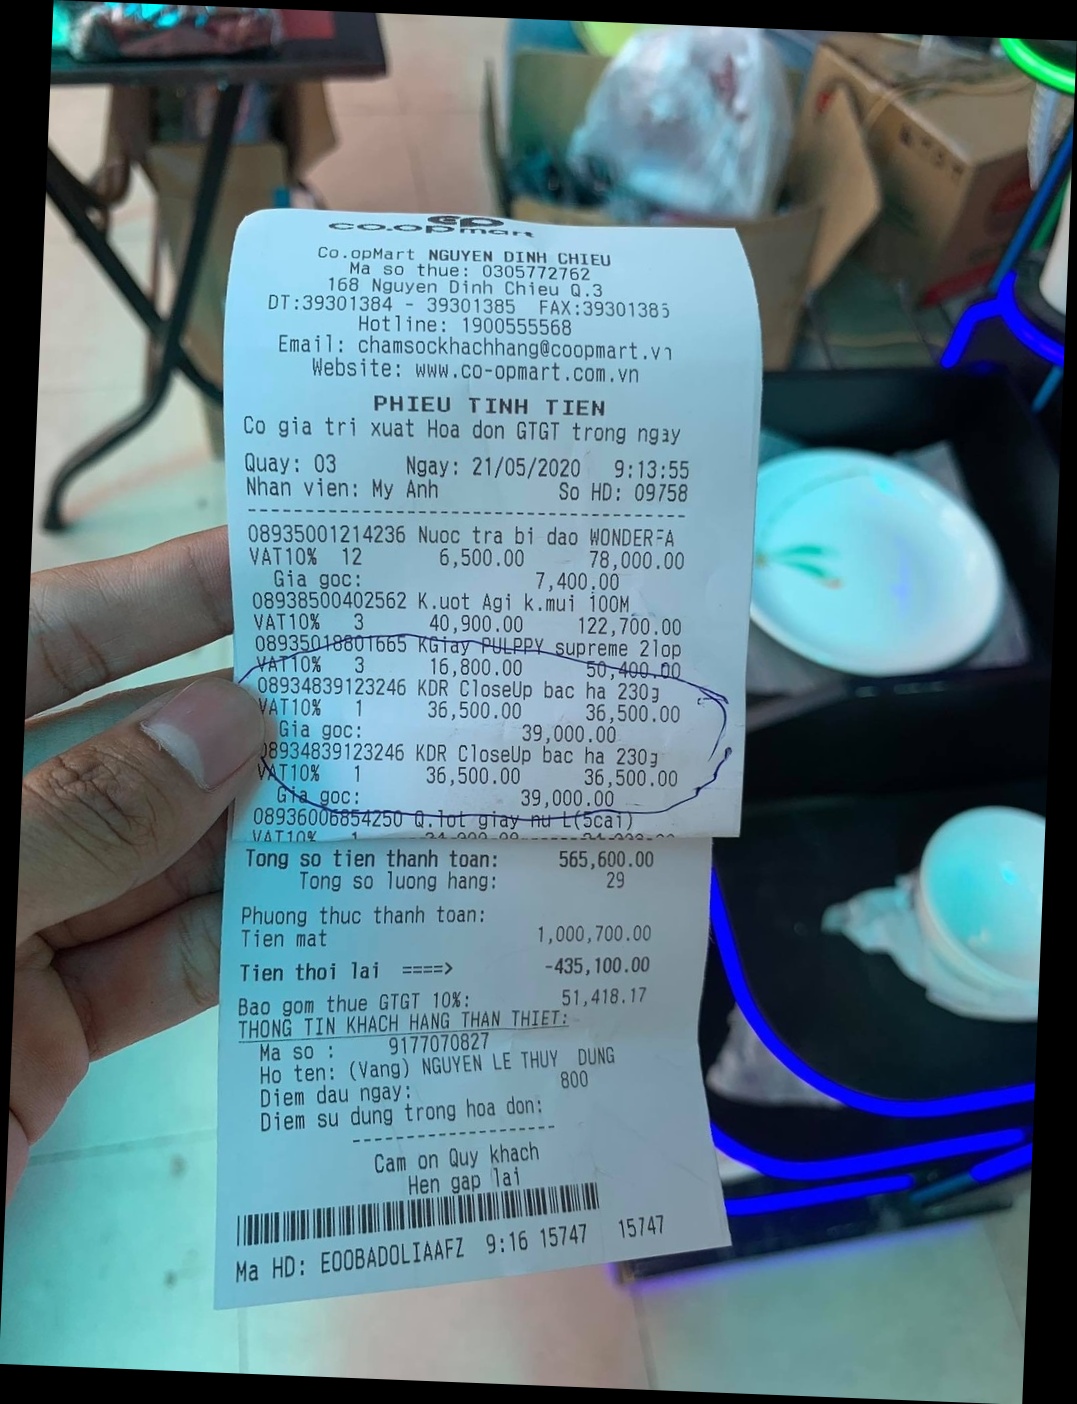 co.opmart
Co.opMart NGUYEN DINH CHIEU
Ma so thue: 0305772762
168 Nguyen Dinh Chieu Q.3
DT:39301384 - 39301385 FAX:39301385
Hotline: 1900555568
Email: chamsockhachhang@coopmart.vn
Website: www.co-opmart.com.vn
PHIEU TINH TIEN
Co gia tri xuat Hoa don GTGT trong ngay
Quay: 03 Ngay: 21/05/2020 9:13:55
Nhan vien: My Anh So HD: 09758
08935001214236 Nuoc tra bi dao WONDERFA
VAT10% 12 6,500.00 78,000.00
Gia goc: 7,400.00
08938500402562 K.uot Agi k.mui 100M
VAT10% 3 40,900.00 122,700.00
08935018801665 KGiay PULPPY supreme 2lop
VAT10% 3 16,800.00 50,400.00
08934839123246 KDR CloseUp bac ha 230g
VAT10% 1 36,500.00 36,500.00
Gia goc: 39,000.00
08934839123246 KDR CloseUp bac ha 230g
VAT10% 1 36,500.00 36,500.00
Gia goc: 39,000.00
08936006854250 Q.lot giay nu L(5cai)
VAT10% 1
Tong so tien thanh toan: 565,600.00
Tong so luong hang: 29
Phuong thuc thanh toan:
Tien mat 1,000,700.00
Tien thoi lai ====> -435,100.00
Bao gom thue GTGT 10%: 51,418.17
THONG TIN KHACH HANG THAN THIET:
Ma so : 9177070827
Ho ten: (Vang) NGUYEN LE THUY DUNG
Diem dau ngay: 800
Diem su dung trong hoa don:
Cam on Quy khach
Hen gap lai
Ma HD: EOOBADOLIAAFZ 9:16 15747 15747